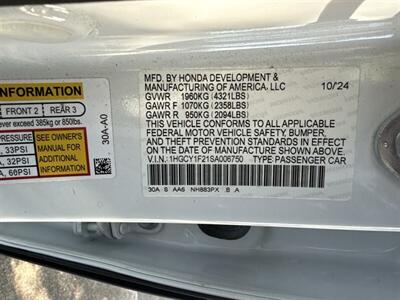 INFORMATION
FRONT 2 REAR 3
ever exceed 385kg or 850lbs.
PRESSURE
33PSI
32PSI
66PSI
SEE OWNER'S
MANUAL FOR
ADDITIONAL
INFORMATION
30A-A0
MFD. BY HONDA DEVELOPMENT &
MANUFACTURING OF AMERICA, LLC 10/24
GVWR 1960KG (4321LBS)
GAWR F 1070KG (2358LBS)
GAWR R 950KG (2094LBS)
THIS VEHICLE CONFORMS TO ALL APPLICABLE
FEDERAL MOTOR VEHICLE SAFETY, BUMPER,
AND THEFT PREVENTION STANDARDS IN EFFECT ON
THE DATE OF MANUFACTURE SHOWN ABOVE.
V.I.N.: 1HGCY1F21SA006750 TYPE: PASSENGER CAR
30A S AA6 NH883PX B A